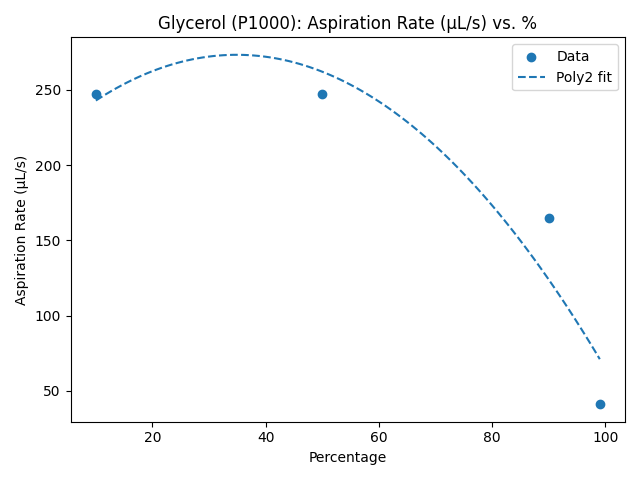 Glycerol (P1000): Aspiration Rate (µL/s) vs. %
Data
Poly2 fit
Aspiration Rate (µL/s)
250
200
150
100
50
20
40
60
80
100
Percentage